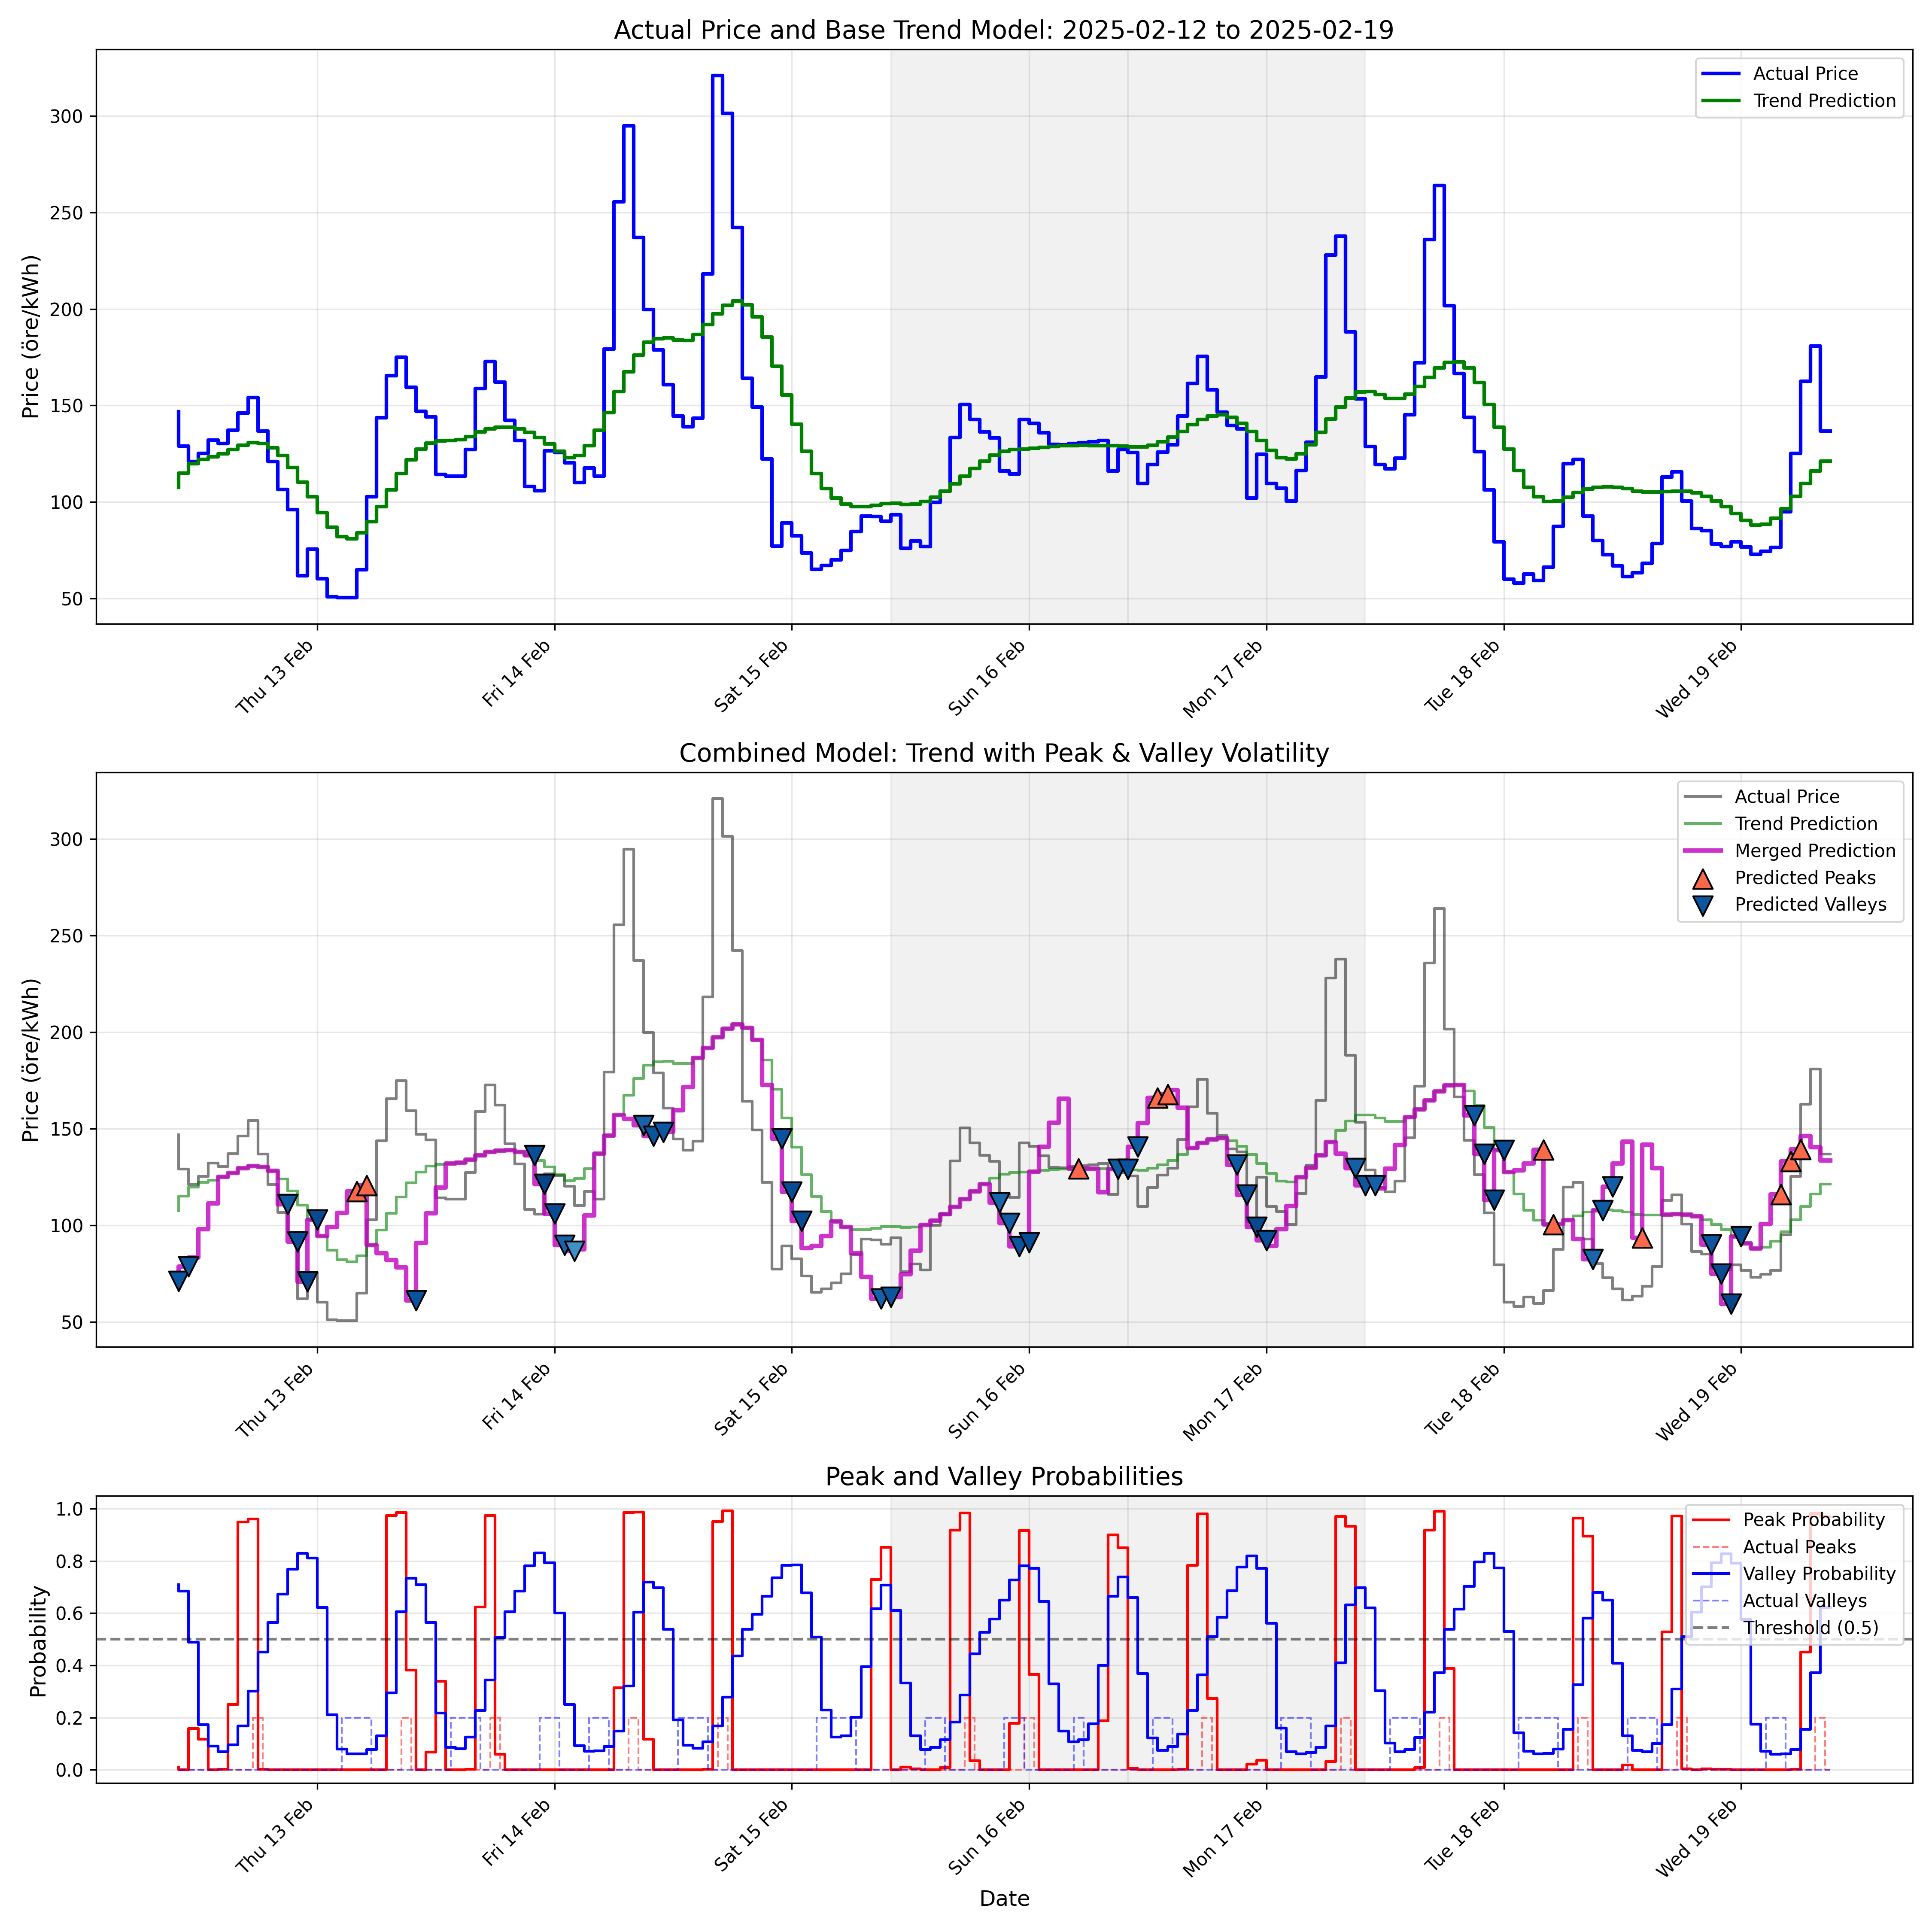 Actual Price and Base Trend Model: 2025-02-12 to 2025-02-19
Price (öre/kWh)
300
250
200
150
100
50
Actual Price
Trend Prediction
Thu 13 Feb
Fri 14 Feb
Sat 15 Feb
Sun 16 Feb
Mon 17 Feb
Tue 18 Feb
Wed 19 Feb
Combined Model: Trend with Peak & Valley Volatility
Price (öre/kWh)
300
250
200
150
100
50
Actual Price
Trend Prediction
Merged Prediction
Predicted Peaks
Predicted Valleys
Thu 13 Feb
Fri 14 Feb
Sat 15 Feb
Sun 16 Feb
Mon 17 Feb
Tue 18 Feb
Wed 19 Feb
Peak and Valley Probabilities
Probability
1.0
0.8
0.6
0.4
0.2
0.0
Peak Probability
Actual Peaks
Valley Probability
Actual Valleys
Threshold (0.5)
Thu 13 Feb
Fri 14 Feb
Sat 15 Feb
Sun 16 Feb
Mon 17 Feb
Tue 18 Feb
Wed 19 Feb
Date